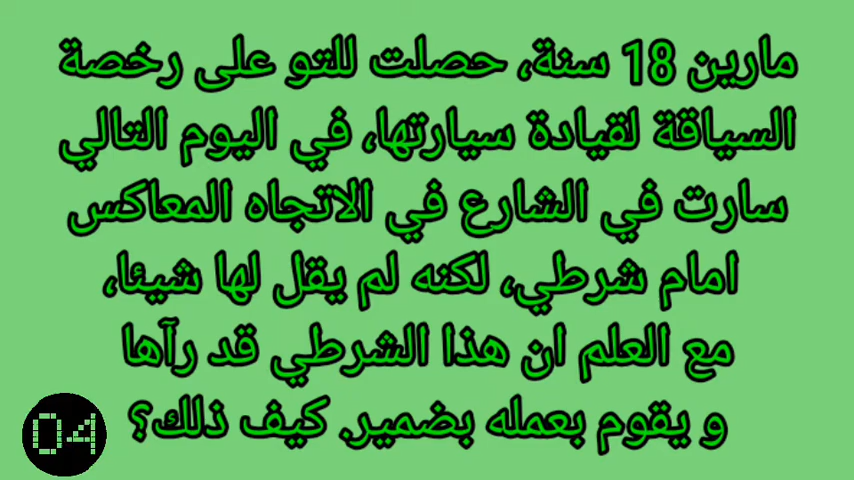 مارين 18 سنة، حصلت للتو على رخصة
السياقة لقيادة سيارتها، في اليوم التالي
سارت في الشارع في الاتجاه المعاكس
امام شرطي، لكنه لم يقل لها شيئا،
مع العلم ان هذا الشرطي قد رآها
و يقوم بعمله بضمير. كيف ذلك؟
04